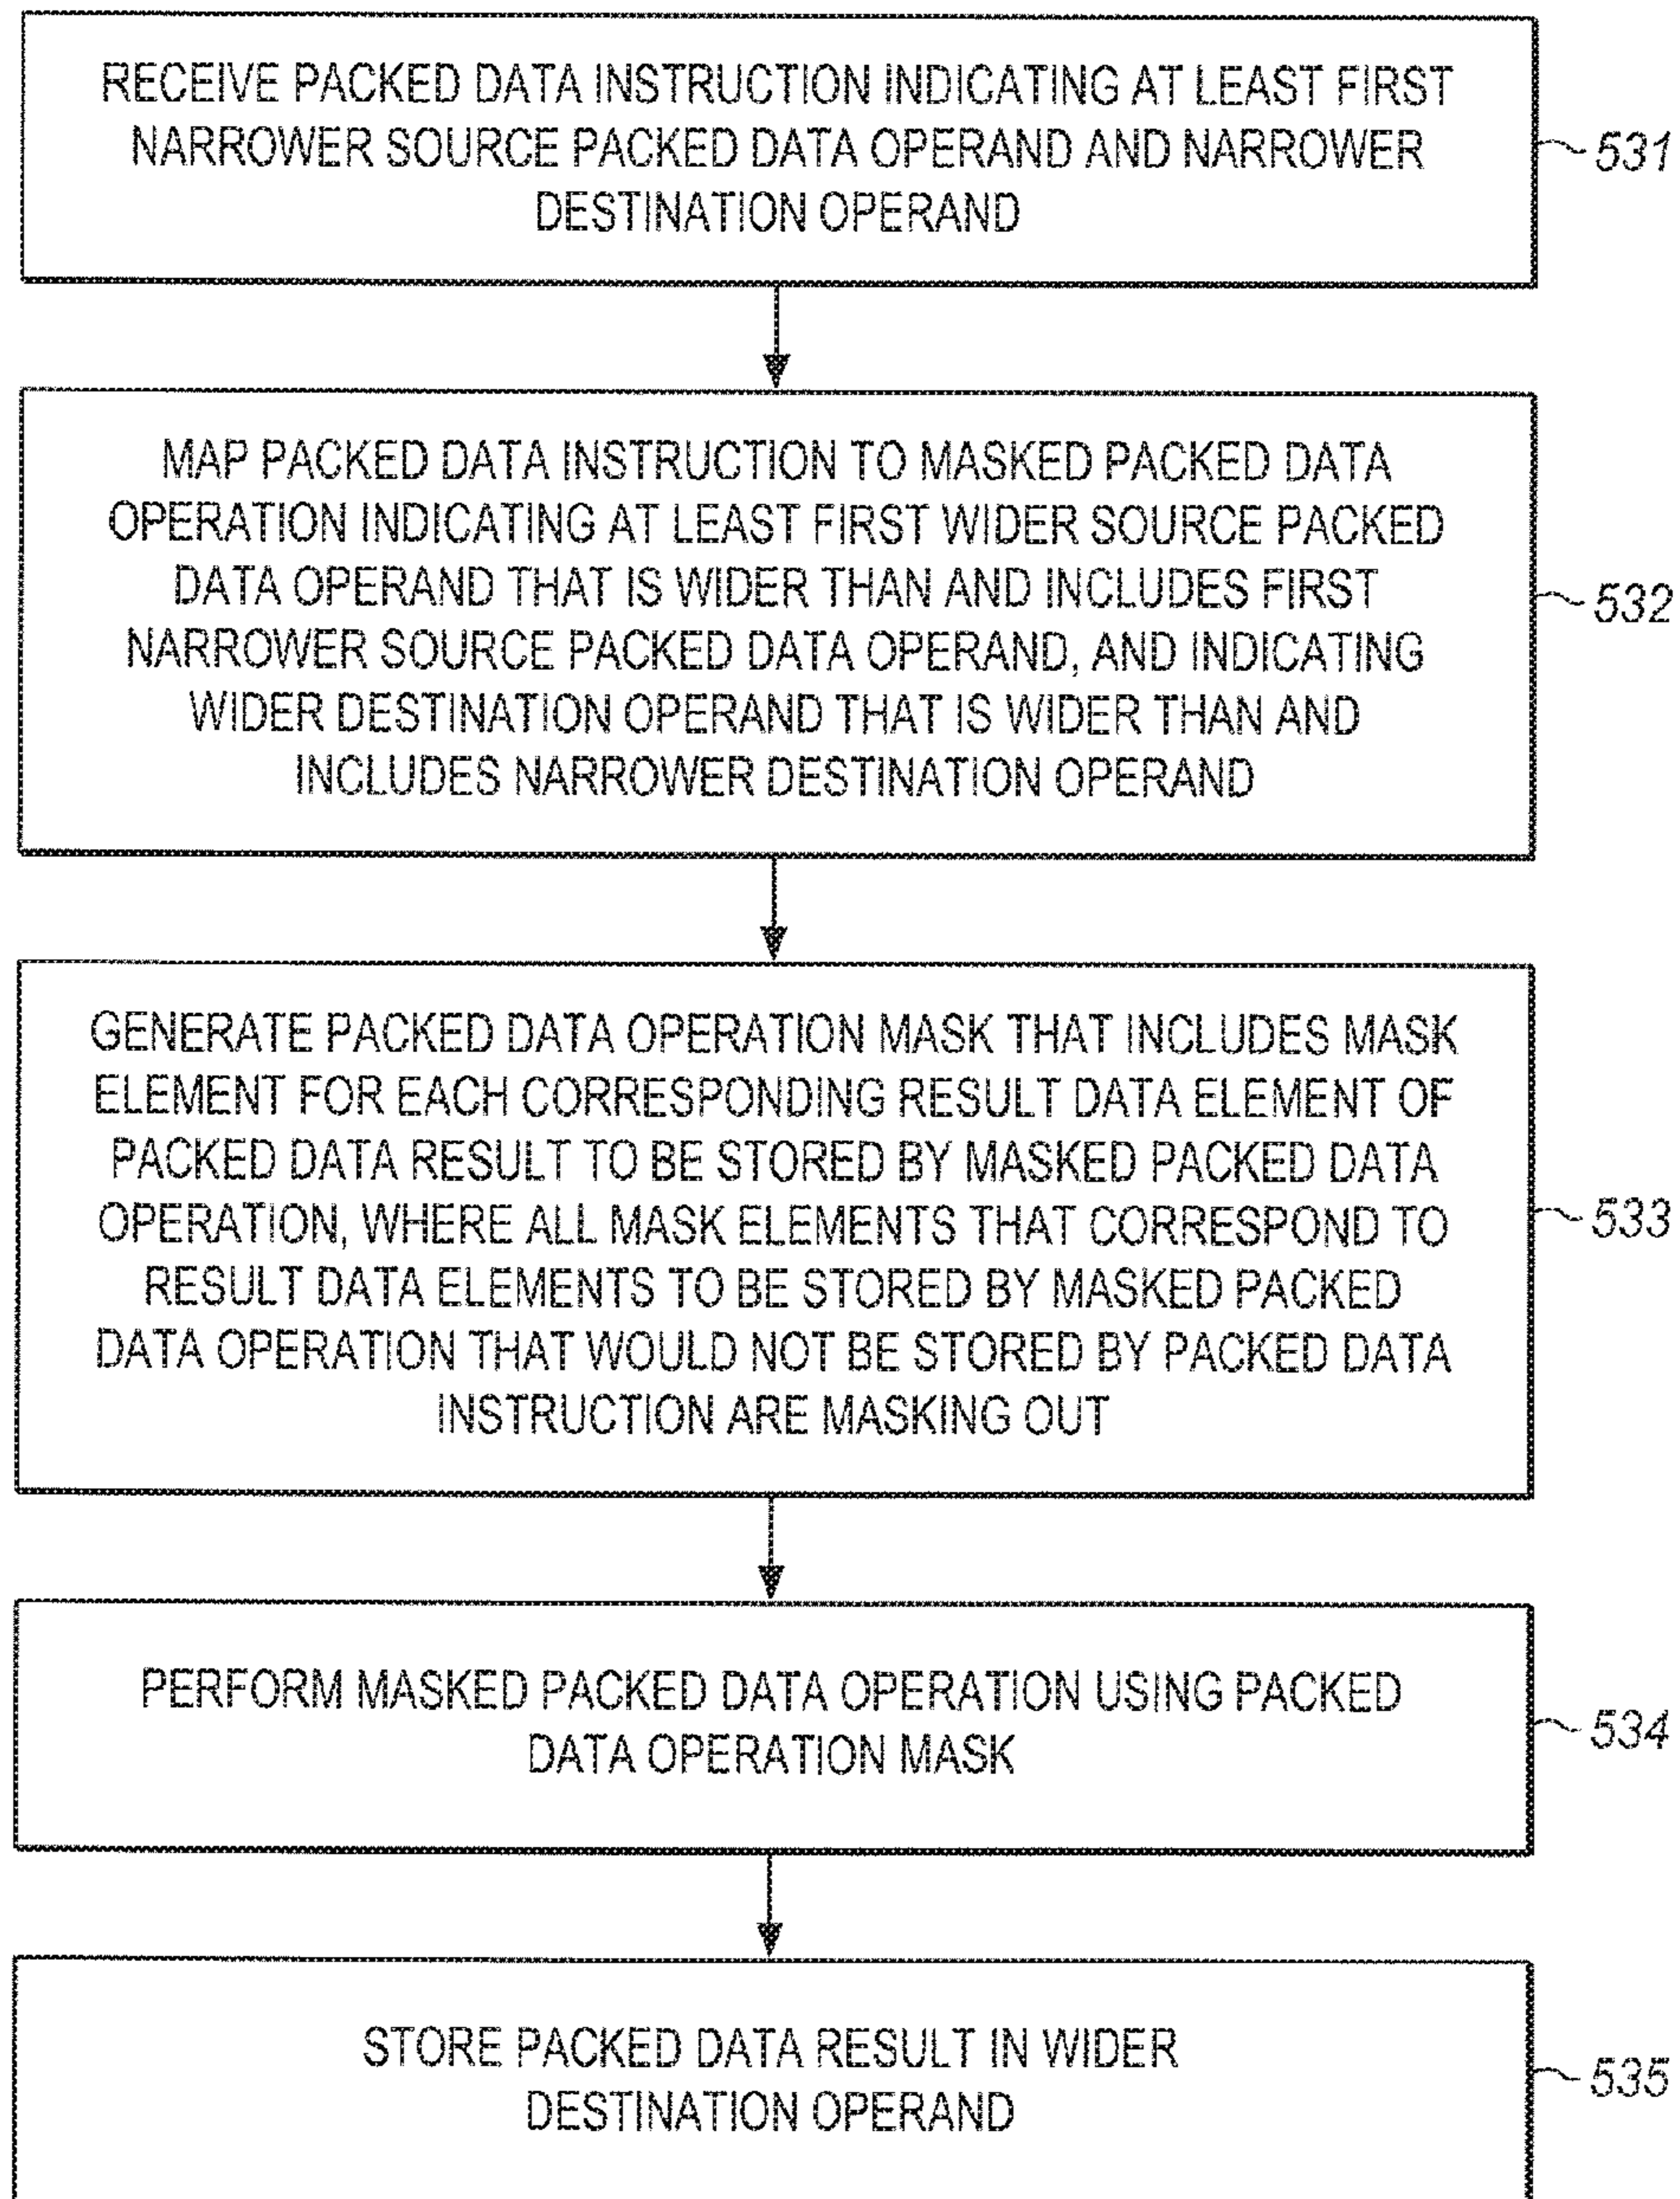 RECEIVE PACKED DATA INSTRUCTION INDICATING AT LEAST FIRST
NARROWER SOURCE PACKED DATA OPERAND AND NARROWER
DESTINATION OPERAND
531
MAP PACKED DATA INSTRUCTION TO MASKED PACKED DATA
OPERATION INDICATING AT LEAST FIRST WIDER SOURCE PACKED
DATA OPERAND THAT IS WIDER THAN AND INCLUDES FIRST
NARROWER SOURCE PACKED DATA OPERAND, AND INDICATING
WIDER DESTINATION OPERAND THAT IS WIDER THAN AND
INCLUDES NARROWER DESTINATION OPERAND
532
GENERATE PACKED DATA OPERATION MASK THAT INCLUDES MASK
ELEMENT FOR EACH CORRESPONDING RESULT DATA ELEMENT OF
PACKED DATA RESULT TO BE STORED BY MASKED PACKED DATA
OPERATION, WHERE ALL MASK ELEMENTS THAT CORRESPOND TO
RESULT DATA ELEMENTS TO BE STORED BY MASKED PACKED
DATA OPERATION THAT WOULD NOT BE STORED BY PACKED DATA
INSTRUCTION ARE MASKING OUT
533
PERFORM MASKED PACKED DATA OPERATION USING PACKED
DATA OPERATION MASK
534
STORE PACKED DATA RESULT IN WIDER
DESTINATION OPERAND
535